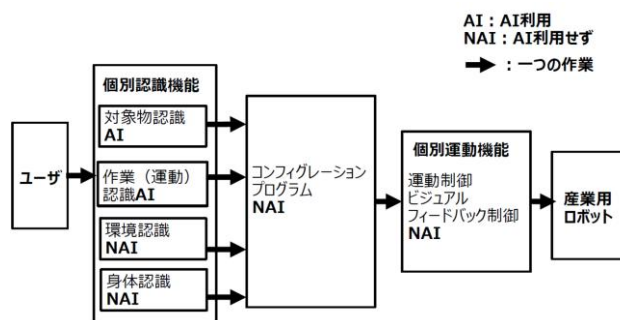 AI：AI利用
NAI：AI利用せず
：一つの作業
ユーザ
個別認識機能
対象物認識
AI
作業（運動）
認識AI
環境認識
NAI
身体認識
NAI
コンフィグレーション
プログラム
NAI
個別運動機能
運動制御
ビジュアル
フィードバック制御
NAI
産業用
ロボット